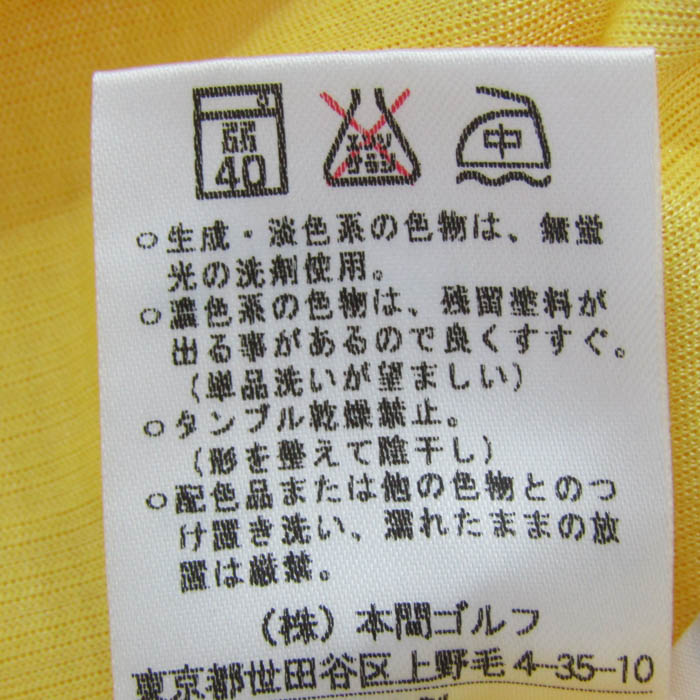 弱
40
エンソ
サラシ
中
○生成・淡色系の色物は、無蛍
光の洗剤使用。
○濃色系の色物は、残留塗料が
出る事があるので良くすすぐ。
(単品洗いが望ましい)
○タンブル乾燥禁止。
(形を整えて陰干し)
○配色品または他の色物とのつ
け置き洗い、濡れたままの放
置は厳禁。
(株)本間ゴルフ
東京都世田谷区上野毛4-35-10